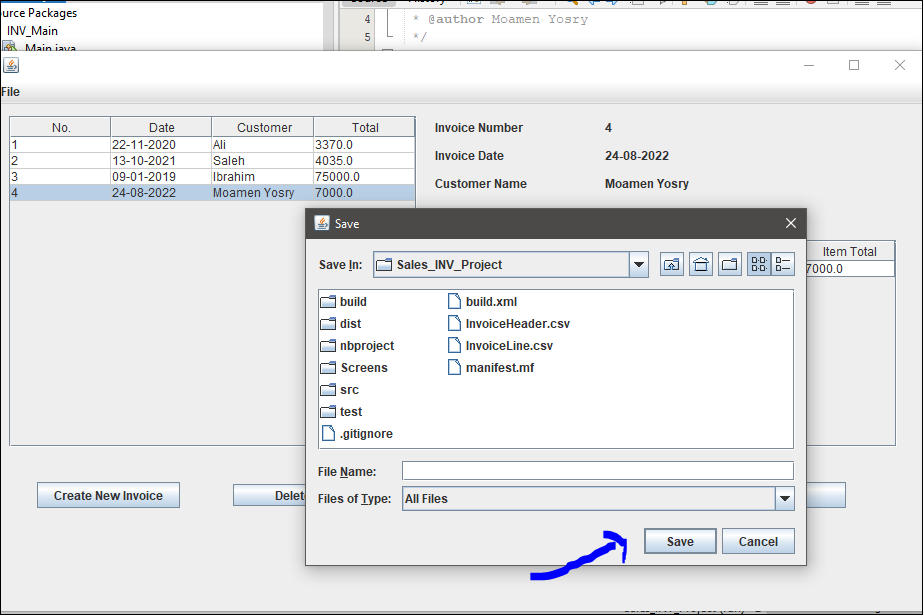 Source
History
ource Packages
INV_Main
Main.java
4 * @author Moamen Yosry
5 */
File
No. Date Customer Total
1 22-11-2020 Ali 3370.0
2 13-10-2021 Saleh 4035.0
3 09-01-2019 Ibrahim 75000.0
4 24-08-2022 Moamen Yosry 7000.0
Invoice Number 4
Invoice Date 24-08-2022
Customer Name Moamen Yosry
Item Total
7000.0
Save
Save In: Sales_INV_Project
build
dist
nbproject
Screens
src
test
.gitignore
build.xml
InvoiceHeader.csv
InvoiceLine.csv
manifest.mf
File Name:
Files of Type: All Files
Save Cancel
Create New Invoice
Delet